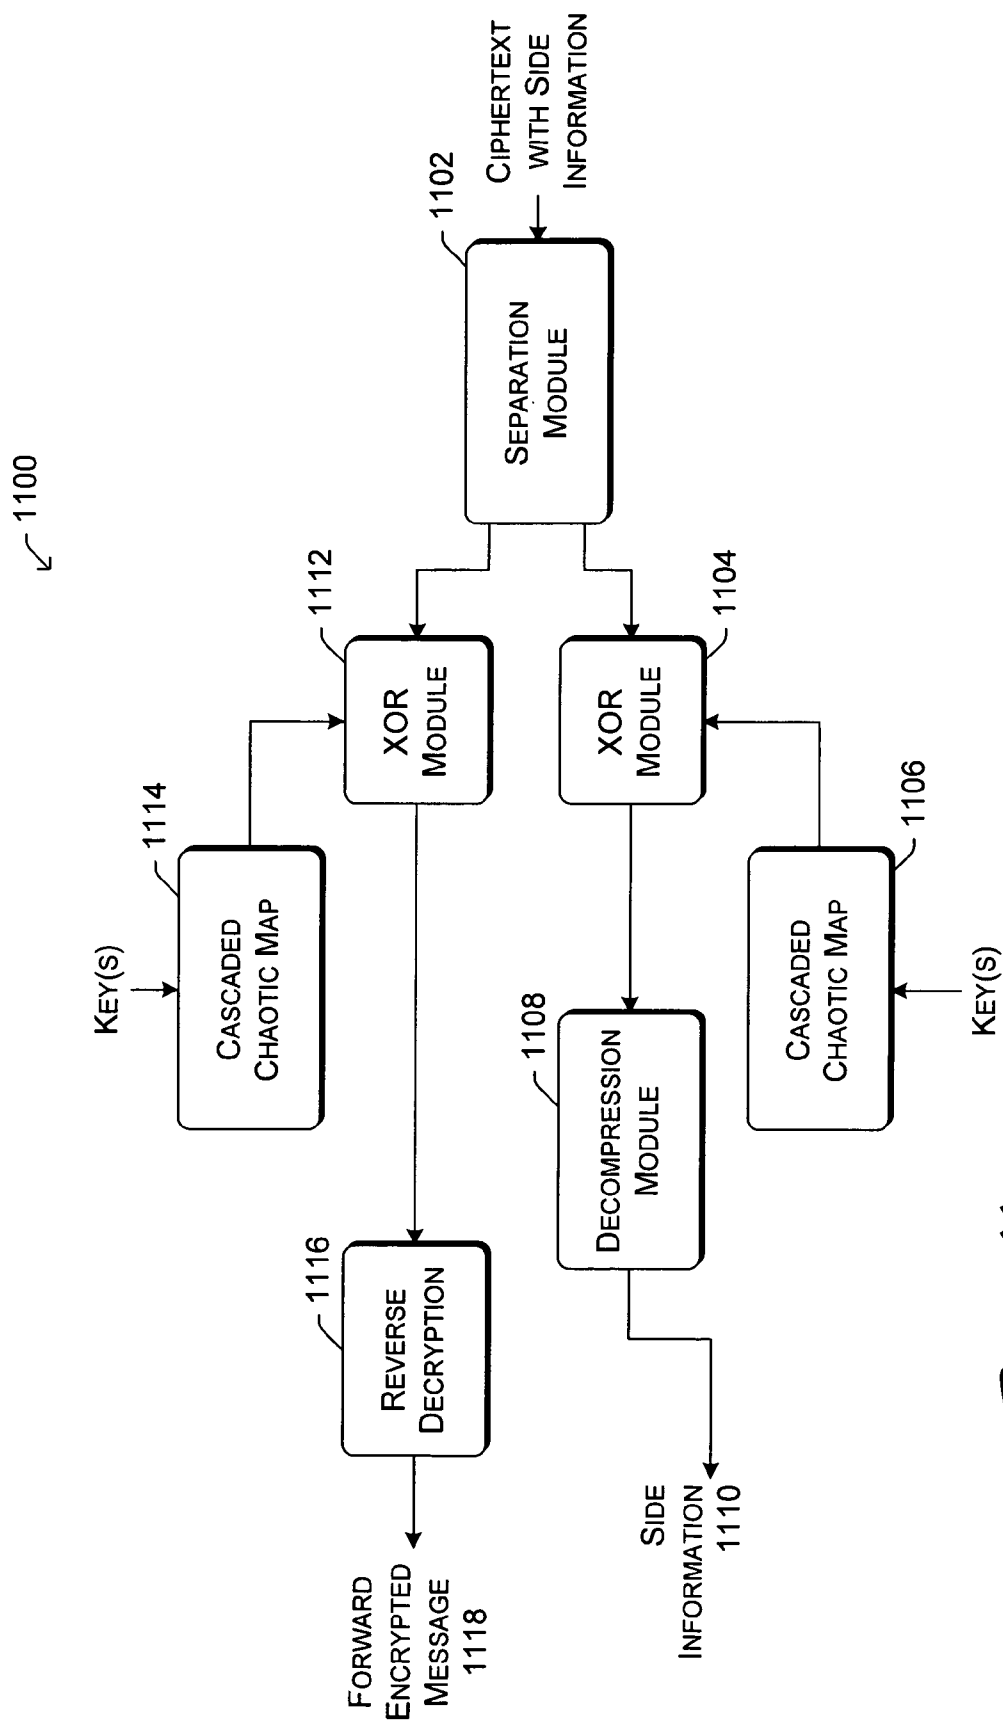 1100
CIPHERTEXT
WITH SIDE
INFORMATION
1102
SEPARATION
MODULE
1112
XOR
MODULE
1104
XOR
MODULE
KEY(S)
1114
CASCADED
CHAOTIC MAP
1106
CASCADED
CHAOTIC MAP
KEY(S)
1116
REVERSE
DECRYPTION
1108
DECOMPRESSION
MODULE
FORWARD
ENCRYPTED
MESSAGE
1118
SIDE
INFORMATION
1110